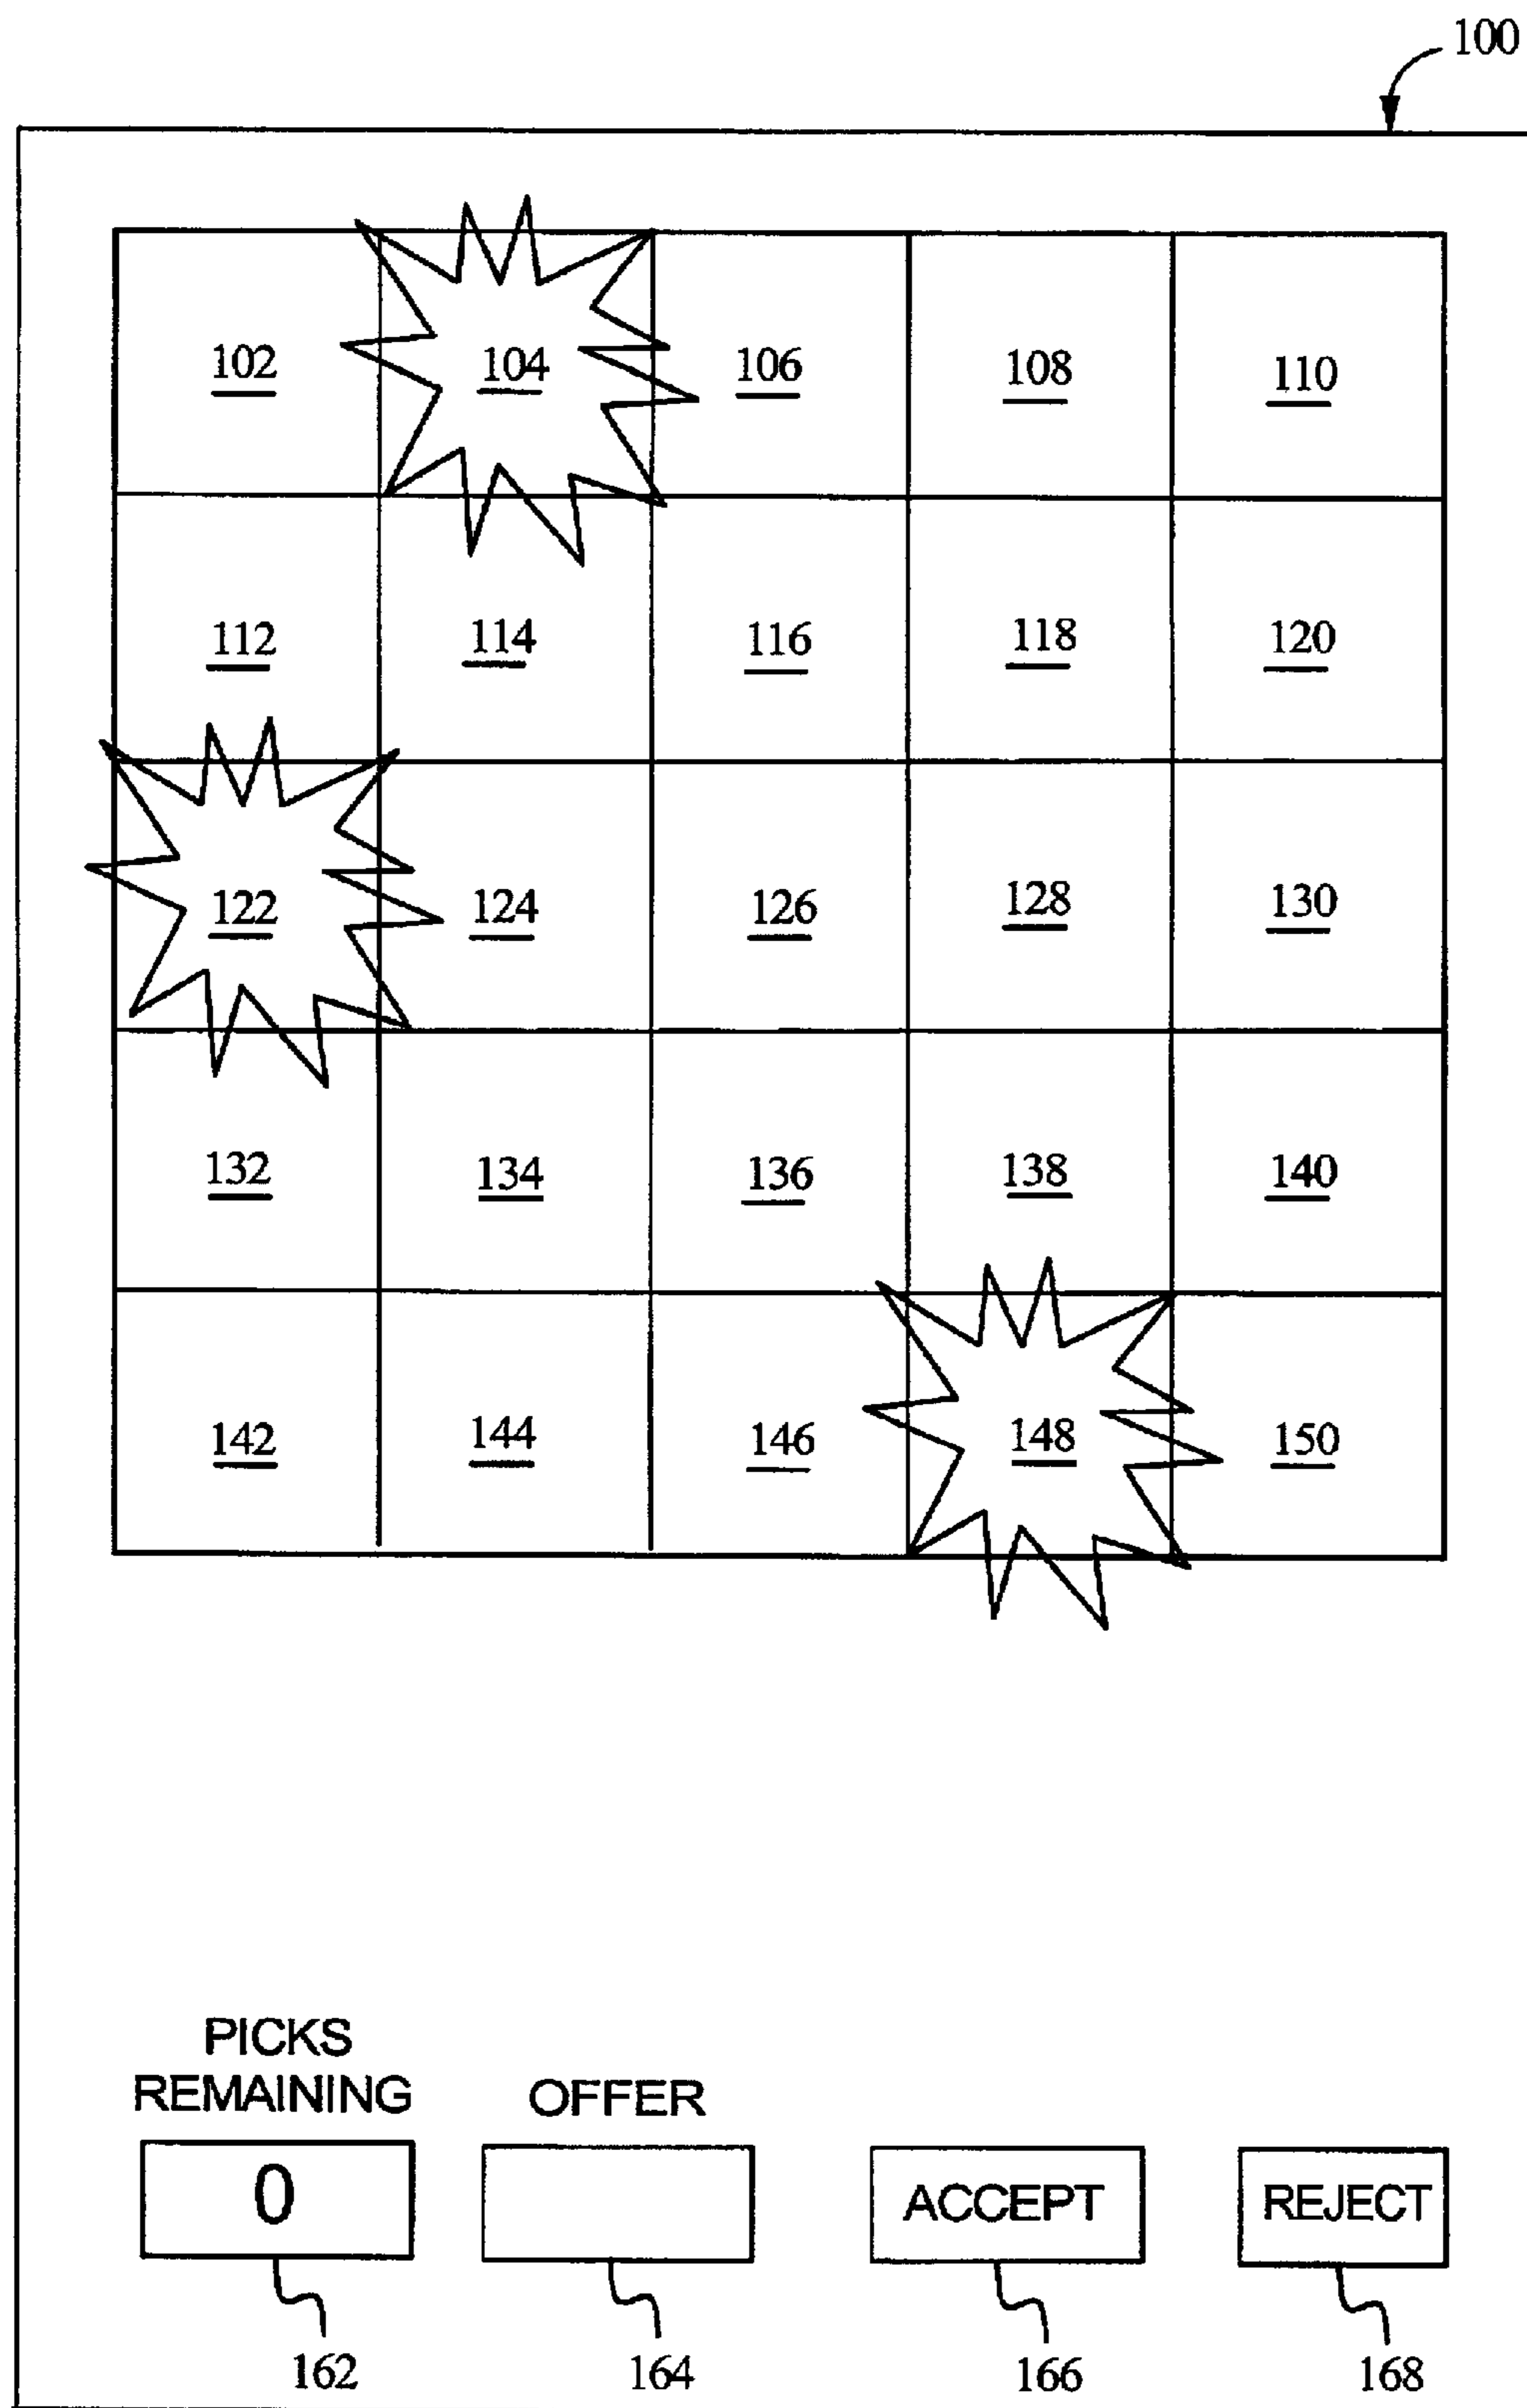 100
102 104 106 108 110
112 114 116 118 120
122 124 126 128 130
132 134 136 138 140
142 144 146 148 150
PICKS
REMAINING OFFER
0 ACCEPT REJECT
162 164 166 168